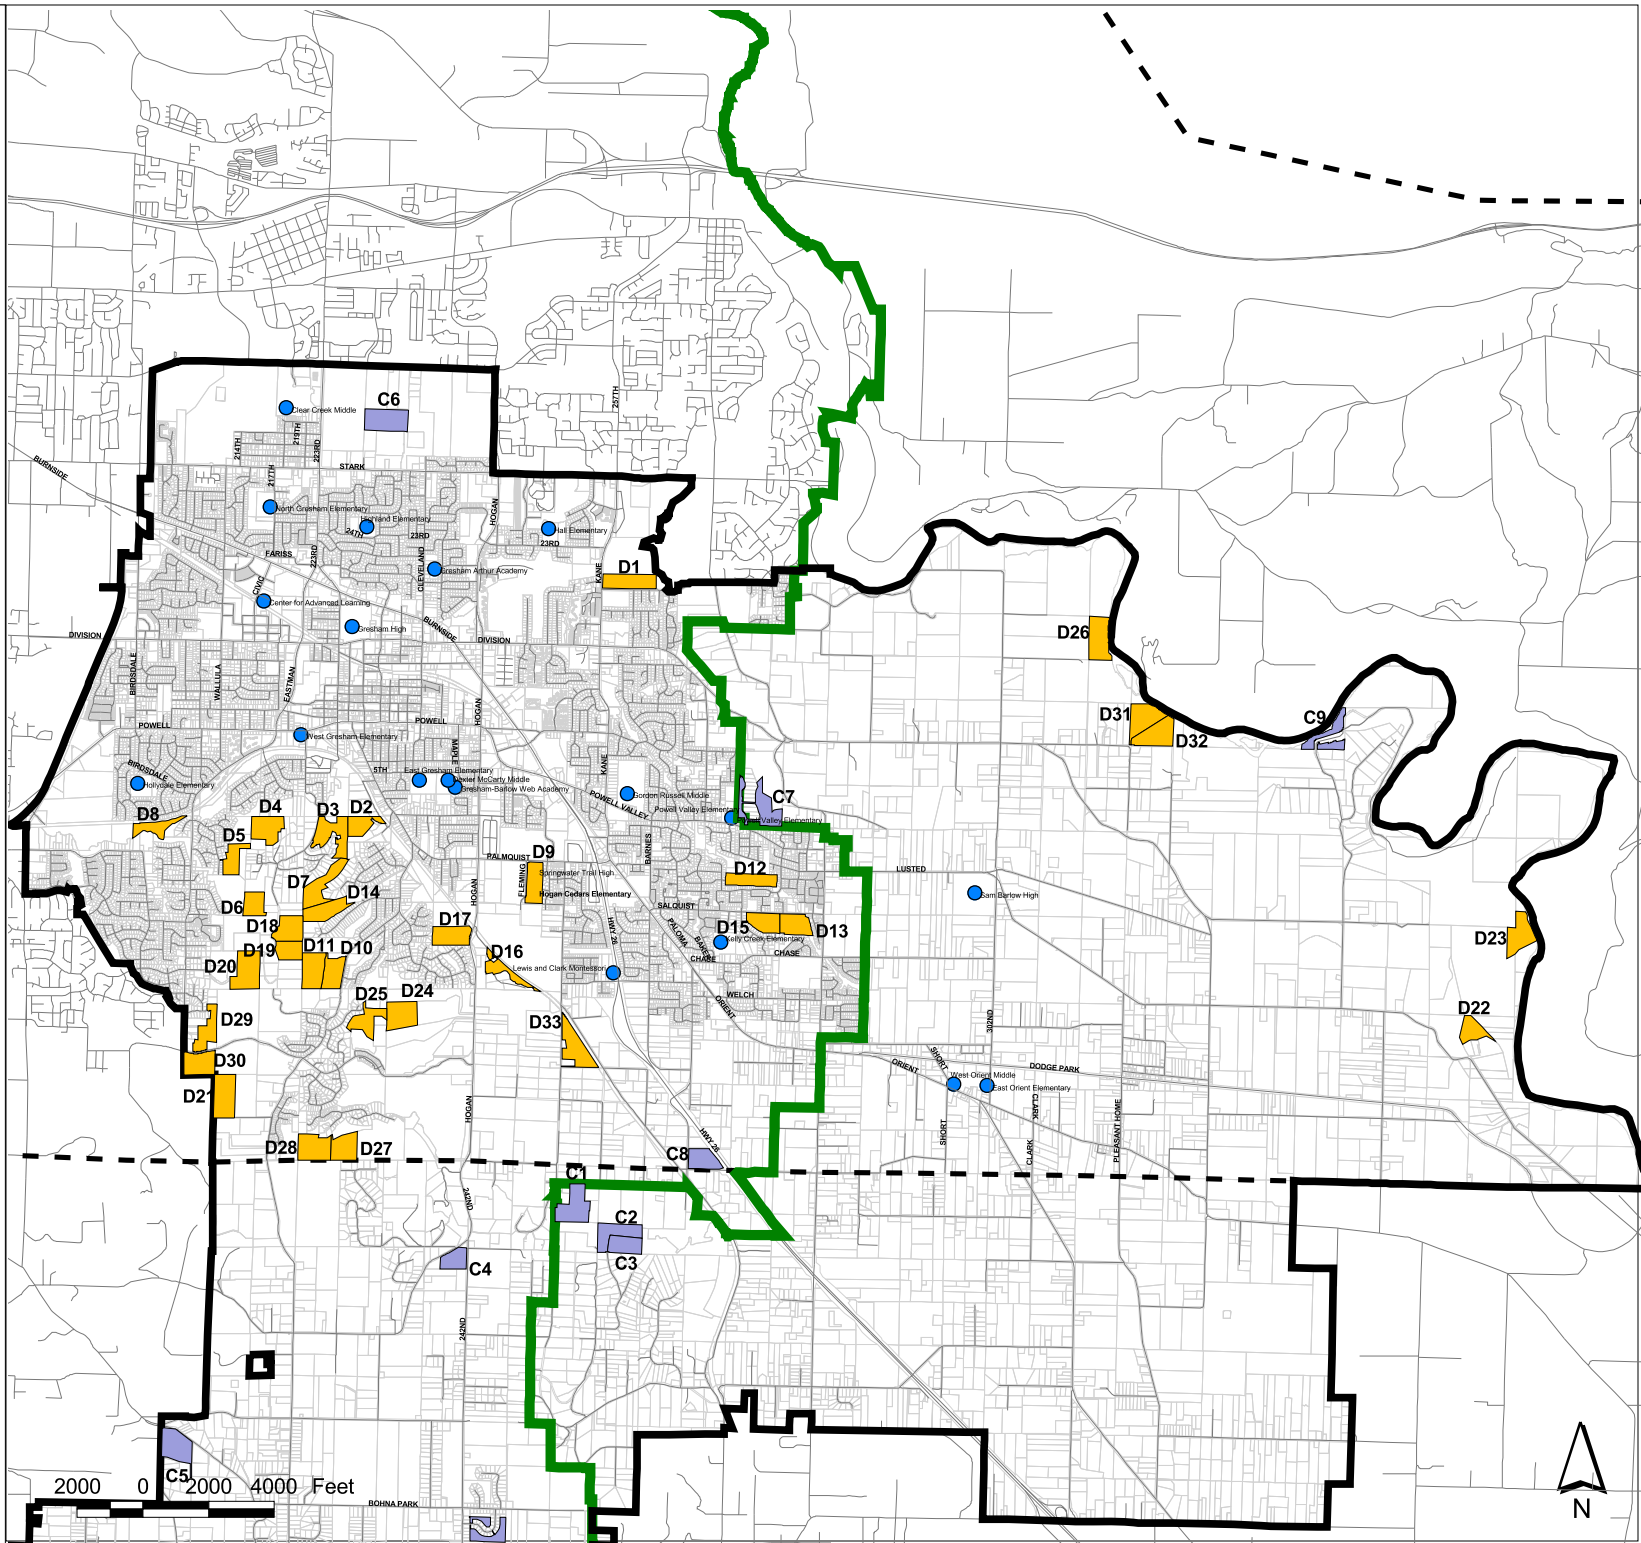 257TH
C6
Clear Creek Middle
219TH
214TH
223RD
BURNSIDE
STARK
217TH
North Gresham Elementary
HOGAN
Highland Elementary
24TH
23RD
Hall Elementary
23RD
FARISS
223RD
CLEVELAND
Gresham Arthur Academy
KANE
D1
CIVIC
Center for Advanced Learning
Gresham High
BURNSIDE
DIVISION
DIVISION
D26
BIRDSDALE
WALLULA
EASTMAN
HOGAN
POWELL
POWELL
D31
C9
D32
West Gresham Elementary
MAPLE
KANE
5TH
East Gresham Elementary
BIRDSDALE
Hollydale Elementary
Dexter McCarty Middle
Gresham-Barlow Web Academy
Gordon Russell Middle
POWELL VALLEY
Powell Valley Elementary
C7
D8
D4
D3
D2
D5
BARNES
PALMQUIST
D9
Springwater Trail High
D12
LUSTED
D7
D14
FLEMING
HOGAN
Hogan Cedars Elementary
Sam Barlow High
D6
SALQUIST
D18
D17
HWY 26
PALOMA
D15
D13
BAKER
Kelly Creek Elementary
D23
D19
D11
D10
D16
CHASE
CHASE
D20
Lewis and Clark Montessori
WELCH
D25
D24
ORIENT
D29
D33
302ND
D22
D30
SHORT
ORIENT
DODGE PARK
West Orient Middle
East Orient Elementary
D21
HOGAN
CLARK
PLEASANT HOME
SHORT
D28
D27
HWY 26
CLARK
C8
C1
242ND
C2
C3
C4
242ND
C5
2000 0 2000 4000 Feet
BOHNA PARK
N